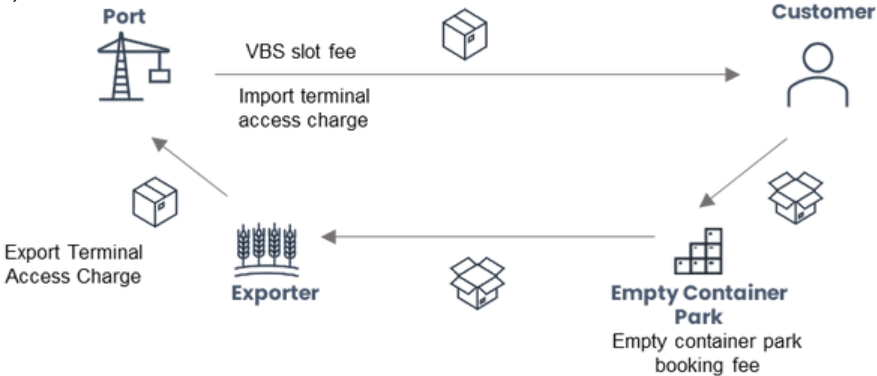 Port
Customer
VBS slot fee
Import terminal
access charge
Export Terminal
Access Charge
Exporter
Empty Container
Park
Empty container park
booking fee